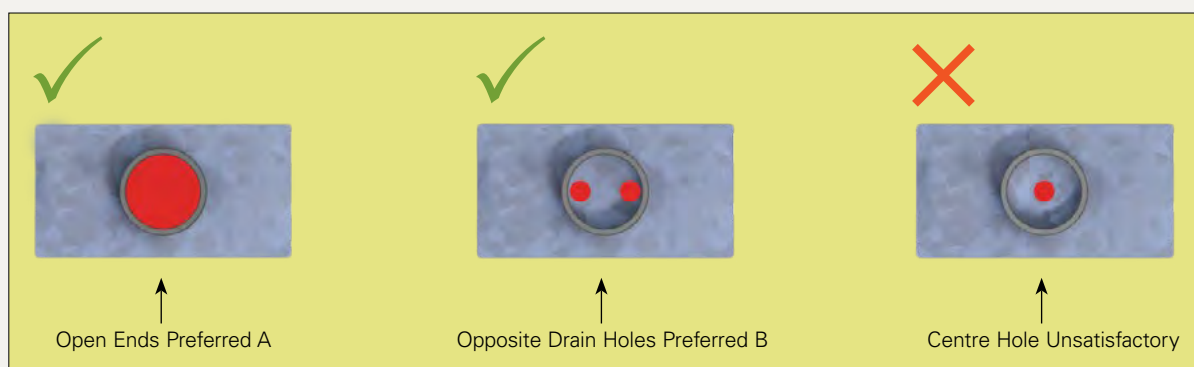 Open Ends Preferred A
Opposite Drain Holes Preferred B
Centre Hole Unsatisfactory